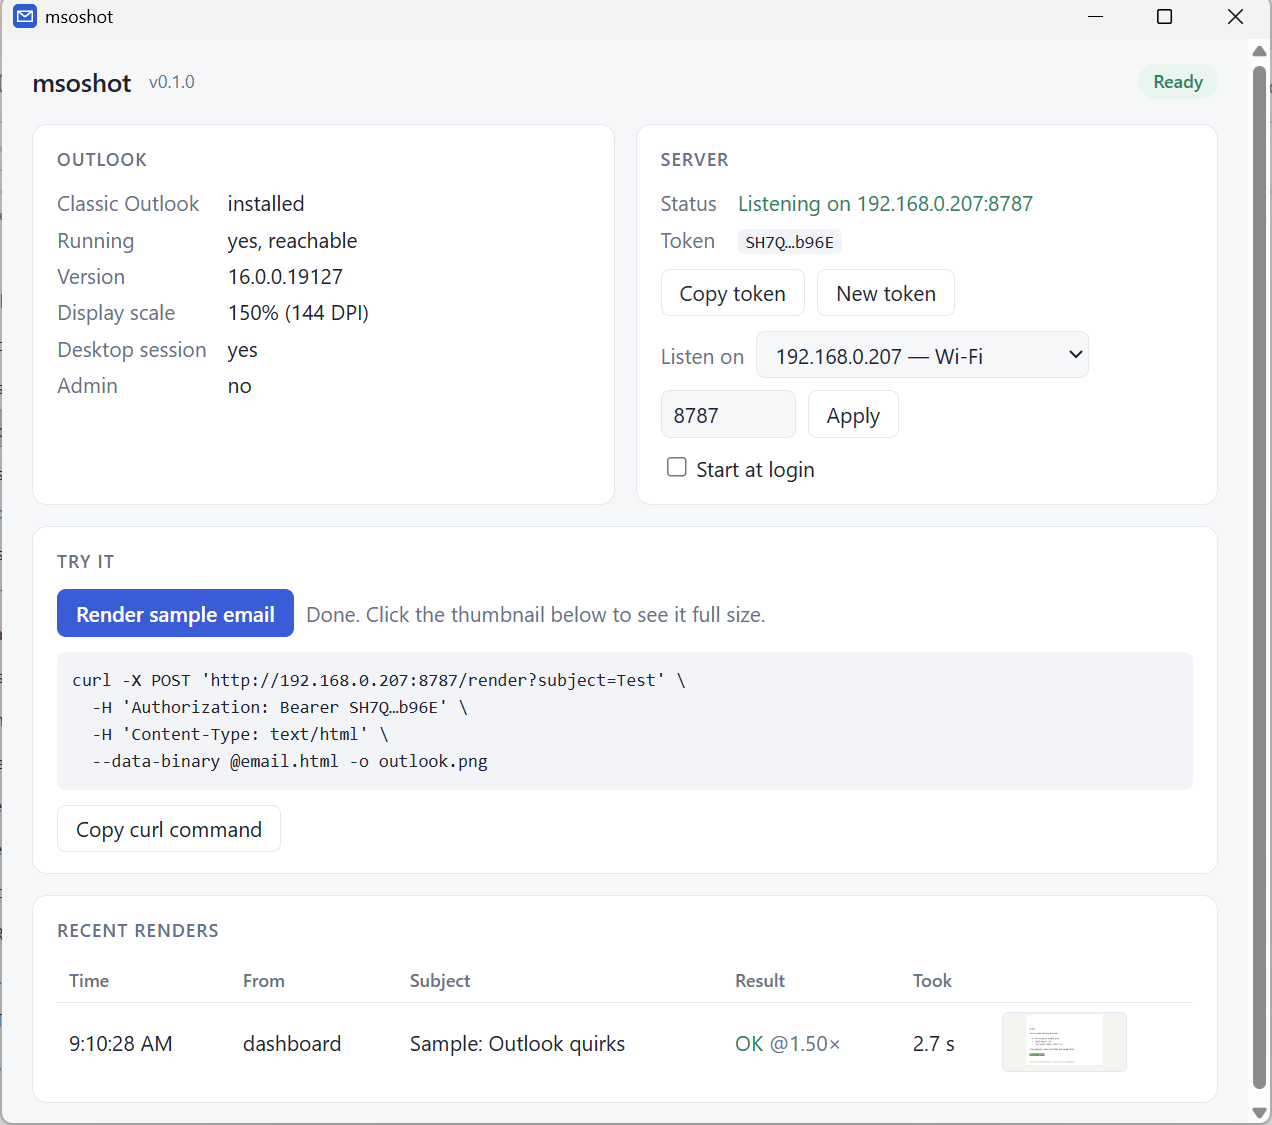 msoshot
msoshot v0.1.0
Ready
OUTLOOK
Classic Outlook installed
Running yes, reachable
Version 16.0.0.19127
Display scale 150% (144 DPI)
Desktop session yes
Admin no
SERVER
Status Listening on 192.168.0.207:8787
Token SH7Q…b96E
Copy token New token
Listen on 192.168.0.207 — Wi-Fi
8787 Apply
Start at login
TRY IT
Render sample email Done. Click the thumbnail below to see it full size.
curl -X POST 'http://192.168.0.207:8787/render?subject=Test' \
-H 'Authorization: Bearer SH7Q…b96E' \
-H 'Content-Type: text/html' \
--data-binary @email.html -o outlook.png
Copy curl command
RECENT RENDERS
Time From Subject Result Took
9:10:28 AM dashboard Sample: Outlook quirks OK @1.50× 2.7 s